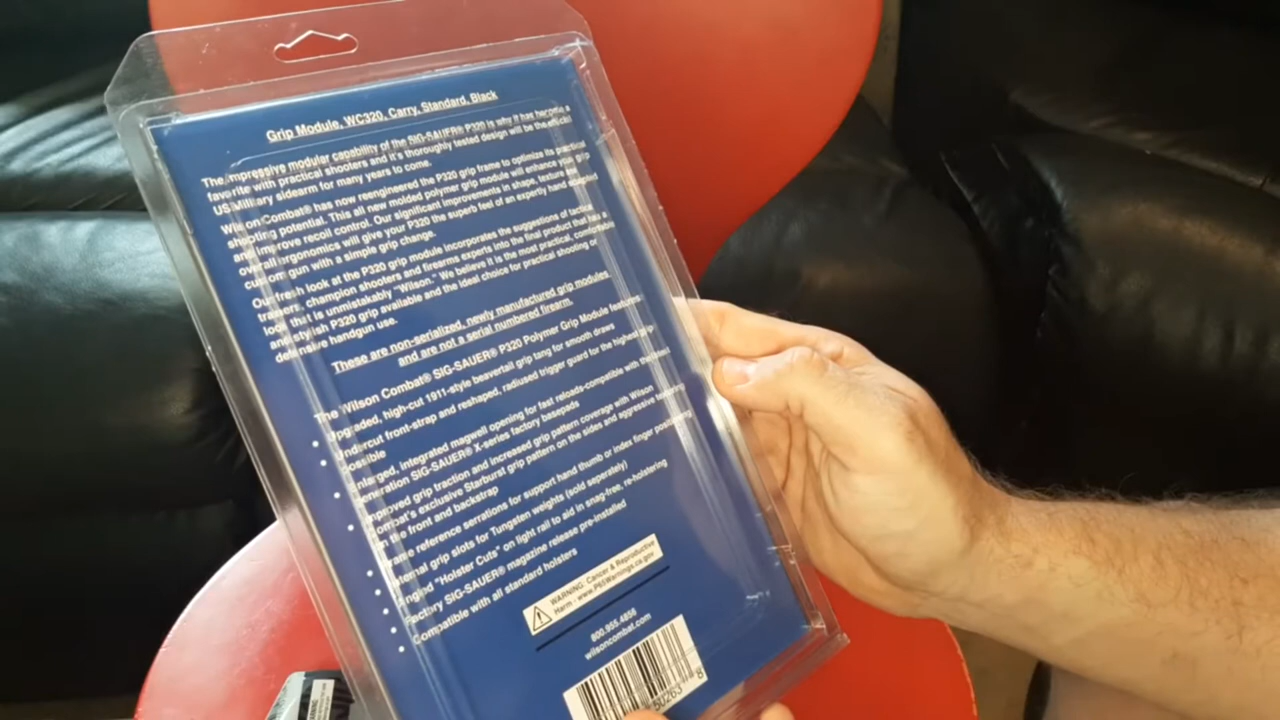 Grip Module, WC320, Carry, Standard, Black
The impressive modular capability of the SIG-SAUER® P320 is why it has become a
favorite with practical shooters and it's thoroughly tested design will be the official
US Military sidearm for many years to come.
Wilson Combat® has now reengineered the P320 grip frame to optimize its practical
shooting potential. This all new molded polymer grip module will enhance your grip
and improve recoil control. Our significant improvements in shape, texture and
overall ergonomics will give your P320 the superb feel of an expertly hand
custom gun with a simple grip change.
Our fresh look at the P320 grip module incorporates the suggestions of tactical
trainers, champion shooters and firearms experts into the final product that has a
look that is unmistakably "Wilson." We believe it is the most practical,
and stylish P320 grip available and the ideal choice for practical shooting or
defensive handgun use.
These are non-serialized, newly manufactured grip modules
and are not a serial numbered firearm.
The Wilson Combat® SIG-SAUER® P320 Polymer Grip Module features
• Upgraded, high-cut 1911-style beavertail grip tang for smooth draws
• Undercut front-strap and reshaped, radiused trigger guard for the highest grip
possible
• Enlarged, integrated magwell opening for fast reloads-compatible with
generation SIG-SAUER® X-series factory basepads
• Improved grip traction and increased grip pattern coverage with Wilson
Combat's exclusive Starburst grip pattern on the sides and aggressive texturing
on the front and backstrap
• Frame reference serrations for support hand thumb or index finger positioning
• Internal grip slots for Tungsten weights (sold seperately)
• Angled "Holster Cuts" on light rail to aid in snag-free, re-holstering
• Factory SIG-SAUER® magazine release pre-installed
• Compatible with all standard holsters
WARNING: Cancer & Reproductive
Harm - www.P65Warnings.ca.gov
800.955.4856
wilsoncombat.com
50263 8